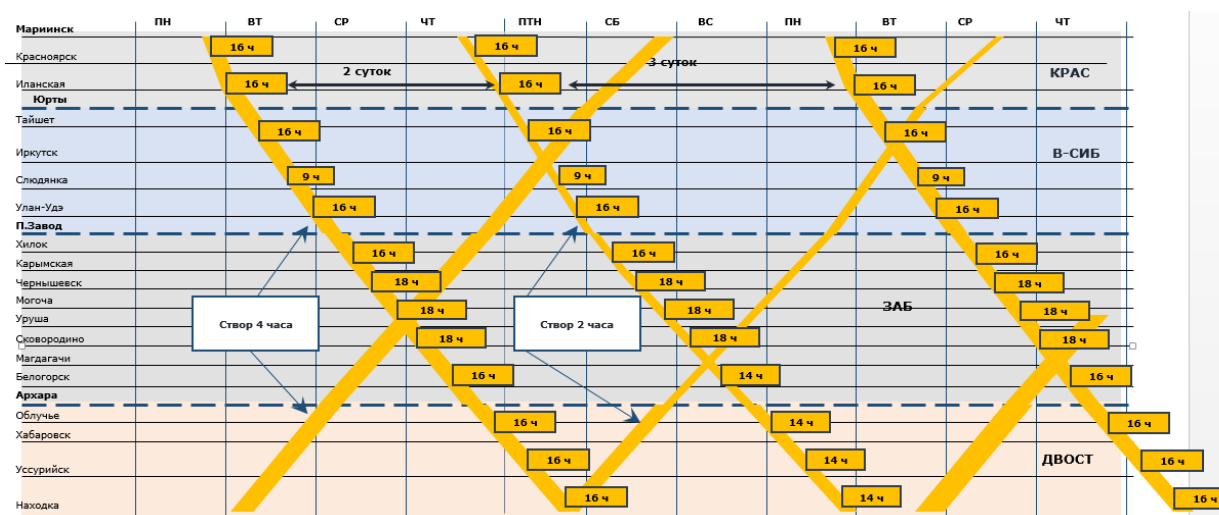 ПН ВТ СР ЧТ ПТН СБ ВС ПН ВТ СР ЧТ
Мариинск
16 ч 16 ч 16 ч
Красноярск
2 суток 3 суток КРАС
Иланская 16 ч 16 ч 16 ч
Юрты
Тайшет
16 ч 16 ч 16 ч
Иркутск В-СИБ
Слюдянка 9 ч 9 ч 9 ч
Улан-Удэ 16 ч 16 ч 16 ч
П.Завод
Хилок
16 ч 16 ч 16 ч
Карымская
Чернышевск 18 ч 18 ч 18 ч
Могоча
18 ч 18 ч 18 ч ЗАБ
Уруша
Створ 4 часа Створ 2 часа
Сковородино 18 ч 18 ч 18 ч
Магдагачи
Белогорск 16 ч 14 ч 16 ч
Архара
Облучье
16 ч 14 ч 16 ч
Хабаровск
16 ч 14 ч ДВОСТ 16 ч
Уссурийск
16 ч 14 ч 16 ч
Находка